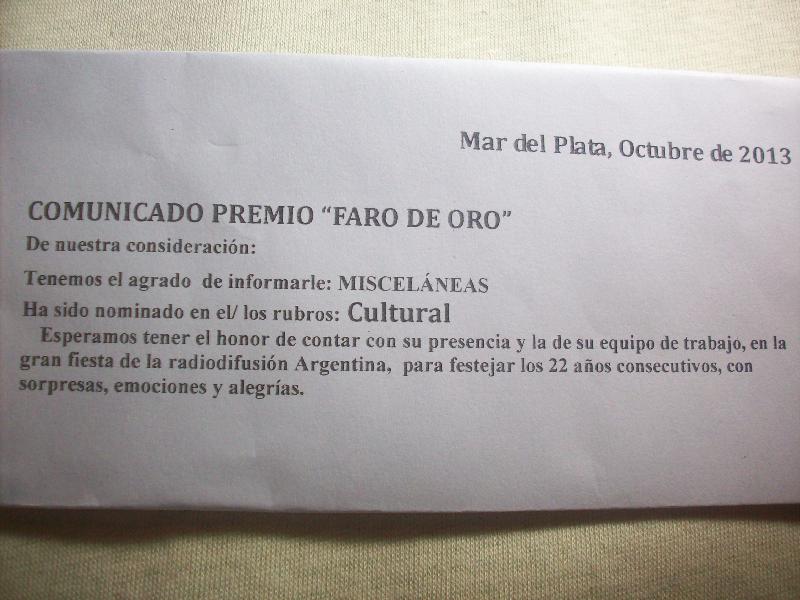 Mar del Plata, Octubre de 2013
COMUNICADO PREMIO “FARO DE ORO”
De nuestra consideración:
Tenemos el agrado de informarle: MISCELÁNEAS
Ha sido nominado en el/ los rubros: Cultural
Esperamos tener el honor de contar con su presencia y la de su equipo de trabajo, en la
gran fiesta de la radiodifusión Argentina, para festejar los 22 años consecutivos, con
sorpresas, emociones y alegrías.